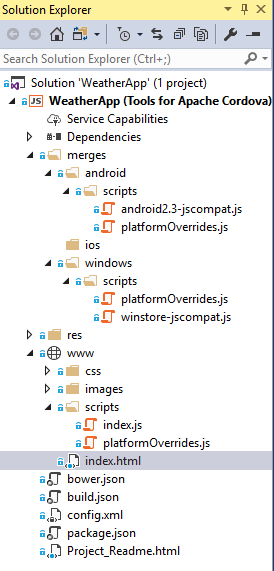 Solution Explorer
Search Solution Explorer (Ctrl+;)
Solution 'WeatherApp' (1 project)
JS WeatherApp (Tools for Apache Cordova)
Service Capabilities
Dependencies
merges
android
scripts
android2.3-jscompat.js
platformOverrides.js
ios
windows
scripts
platformOverrides.js
winstore-jscompat.js
res
www
css
images
scripts
index.js
platformOverrides.js
index.html
bower.json
build.json
config.xml
package.json
Project_Readme.html